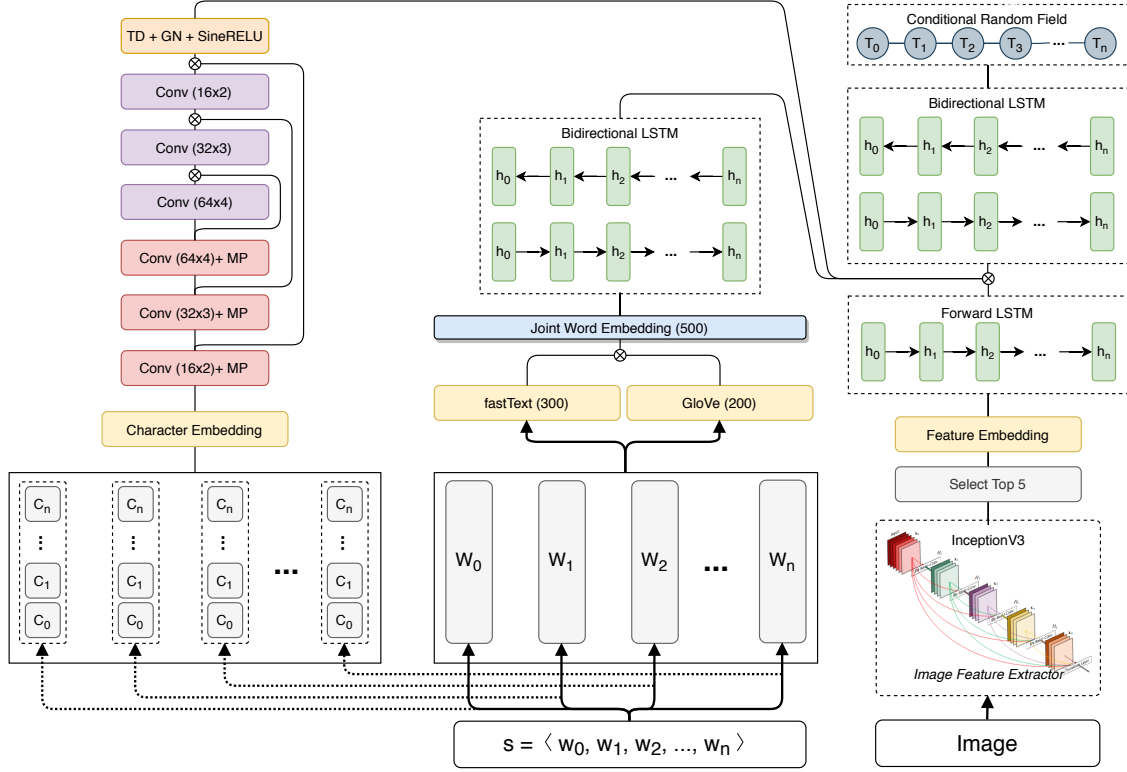 TD + GN + SineRELU
Conv (16x2)
Conv (32x3)
Conv (64x4)
Conv (64x4)+ MP
Conv (32x3)+ MP
Conv (16x2)+ MP
Character Embedding
Cn Cn Cn Cn
⋮ ⋮ ⋮ ⋮
C1 C1 C1 ... C1
C0 C0 C0 C0
Bidirectional LSTM
h0 h1 h2 ... hn
h0 h1 h2 ... hn
Joint Word Embedding (500)
fastText (300) GloVe (200)
W0 W1 W2 ... Wn
s = 〈 w0, w1, w2, ..., wn 〉
Conditional Random Field
T0 T1 T2 T3 ... Tn
Bidirectional LSTM
h0 h1 h2 ... hn
h0 h1 h2 ... hn
Forward LSTM
h0 h1 h2 ... hn
Feature Embedding
Select Top 5
InceptionV3
Image Feature Extractor
Image